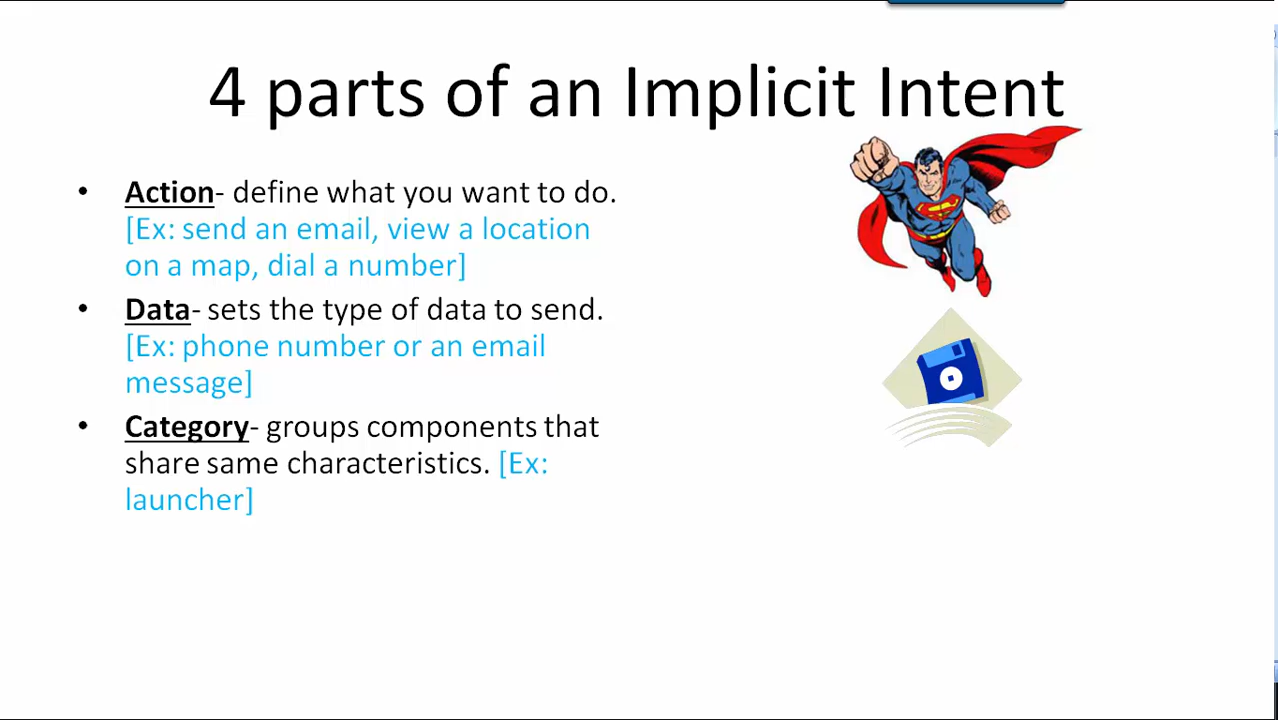 4 parts of an Implicit Intent
• Action- define what you want to do.
[Ex: send an email, view a location
on a map, dial a number]
• Data- sets the type of data to send.
[Ex: phone number or an email
message]
• Category- groups components that
share same characteristics. [Ex:
launcher]